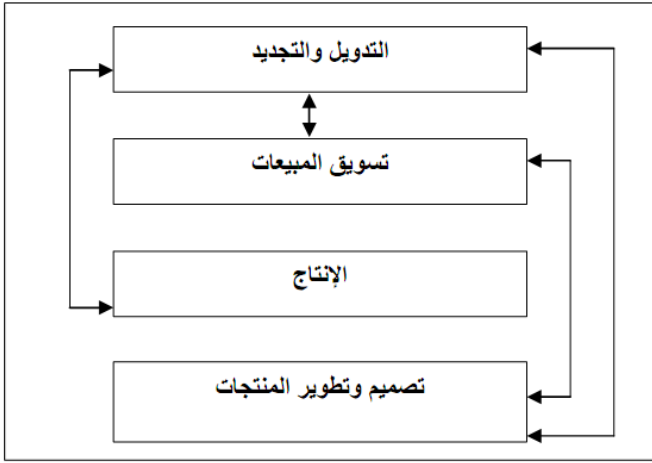 التدويل والتجديد
تسويق المبيعات
الإنتاج
تصميم وتطوير المنتجات